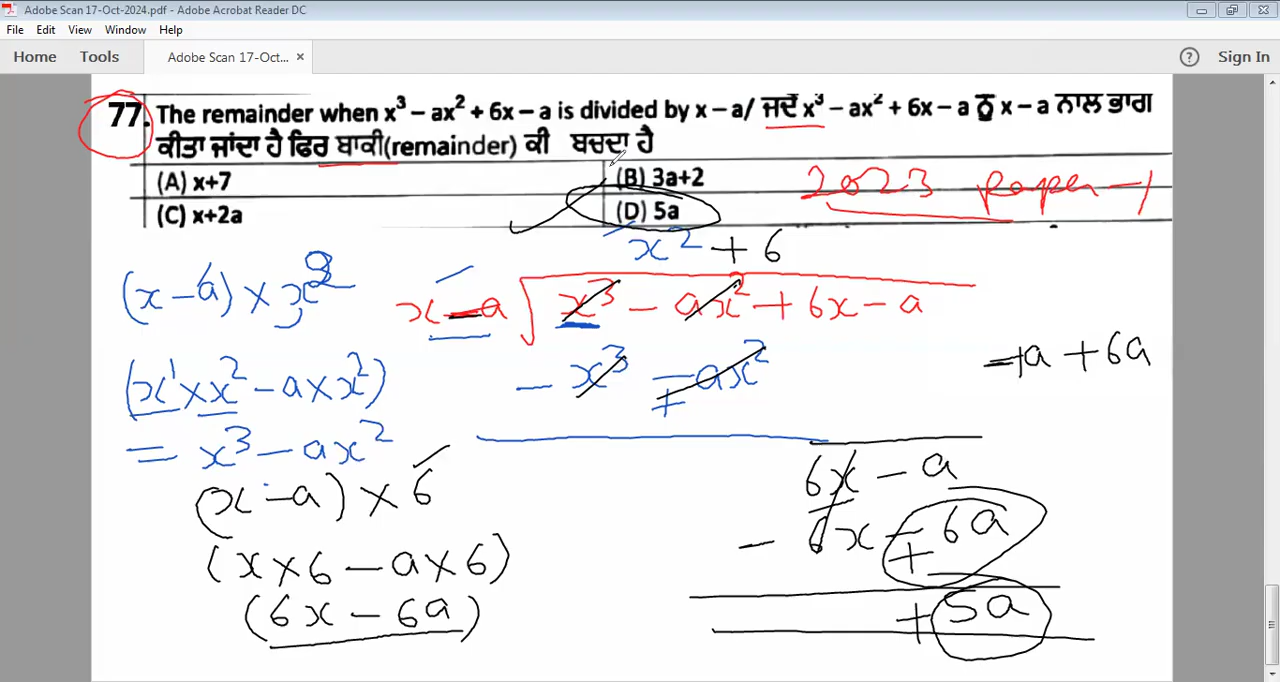 Adobe Scan 17-Oct-2024.pdf - Adobe Acrobat Reader DC
File Edit View Window Help
Home Tools Adobe Scan 17-Oct... × ? Sign In
77. The remainder when x³ – ax² + 6x – a is divided by x – a/ ਜਦੋਂ x³ – ax² + 6x – a ਨੂੰ x – a ਨਾਲ ਭਾਗ
ਕੀਤਾ ਜਾਂਦਾ ਹੈ ਫਿਰ ਬਾਕੀ(remainder) ਕੀ ਬਚਦਾ ਹੈ
(A) x+7 (B) 3a+2
2023 Paper-1
(C) x+2a (D) 5a
x² + 6
(x – a) × x²
x – a √ x³ – ax² + 6x – a
– x³ – ax²
+
= +a + 6a
(x¹ × x² – a × x²)
= x³ – ax²
6x – a
(x – a) × 6
– 6x – 6a
+
(x × 6 – a × 6)
+ 5a
(6x – 6a)